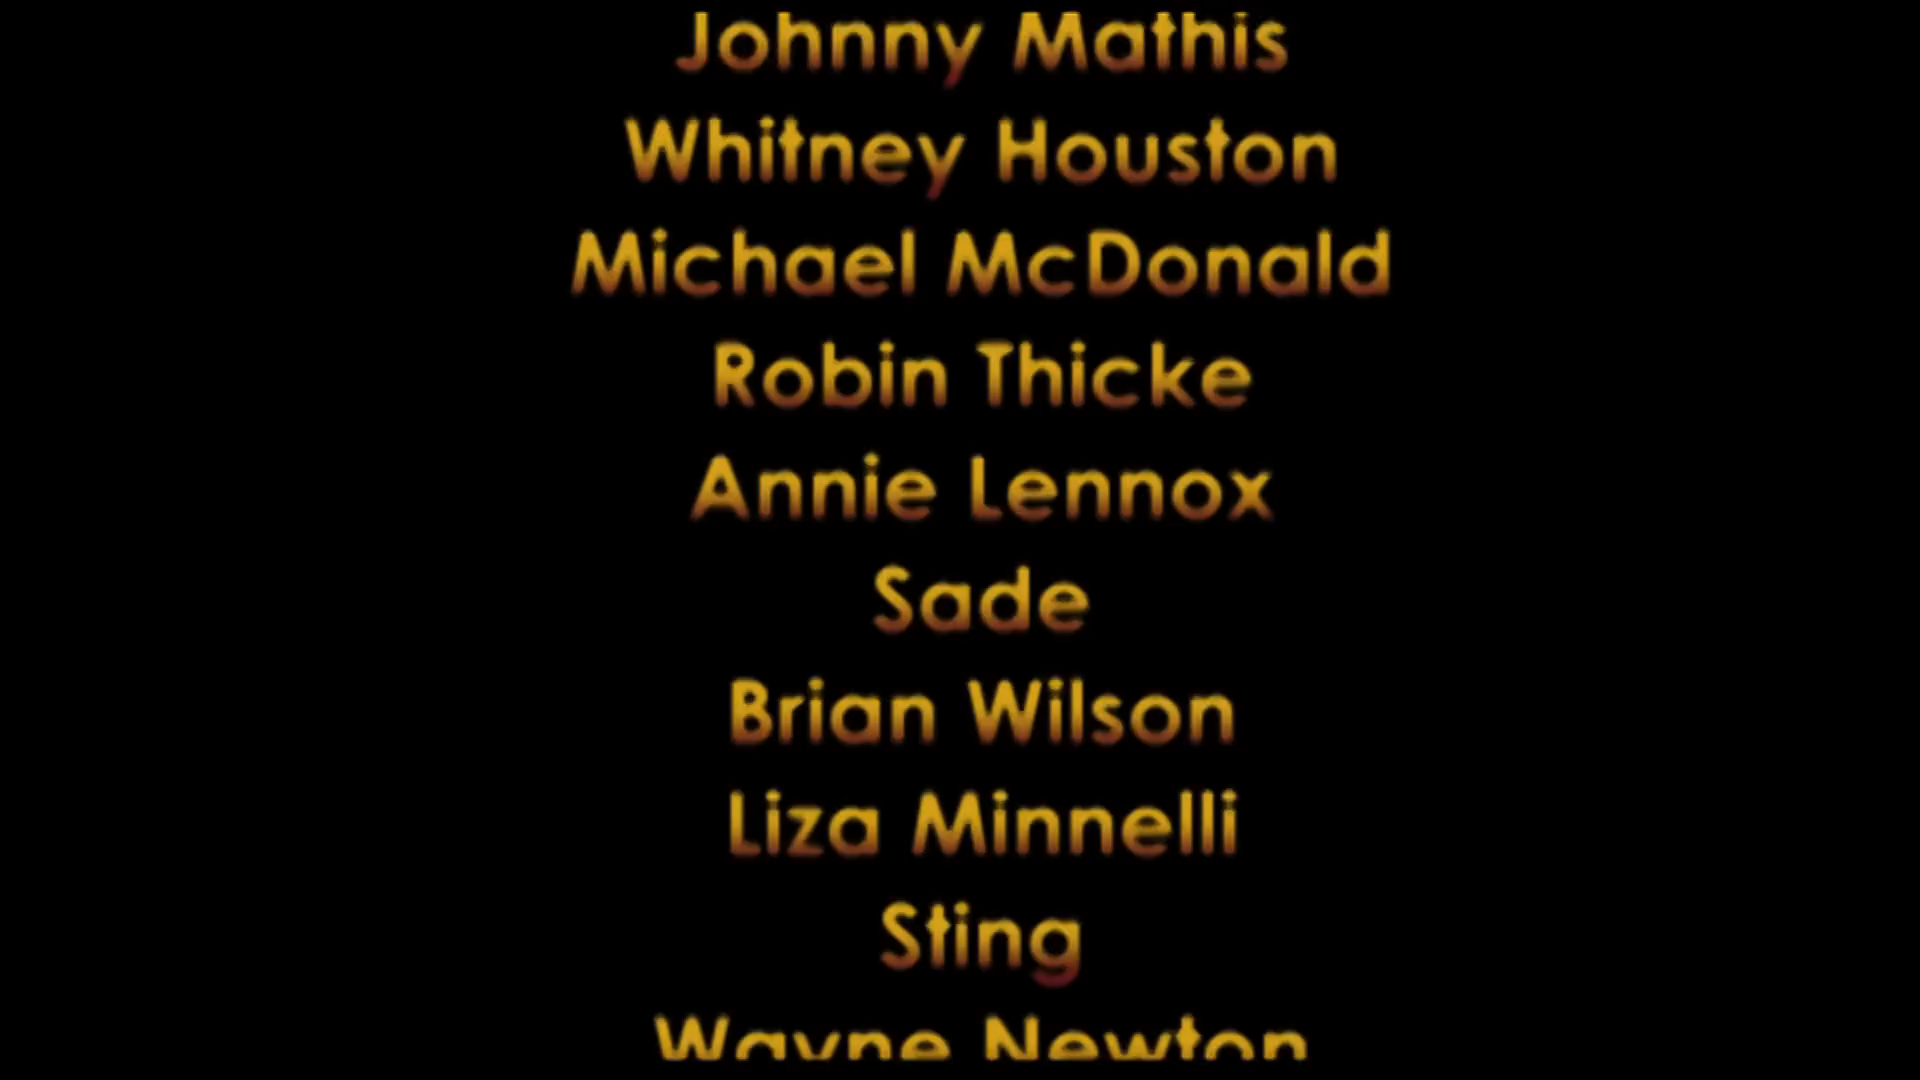 Johnny Mathis
Whitney Houston
Michael McDonald
Robin Thicke
Annie Lennox
Sade
Brian Wilson
Liza Minnelli
Sting
Wayne Newton